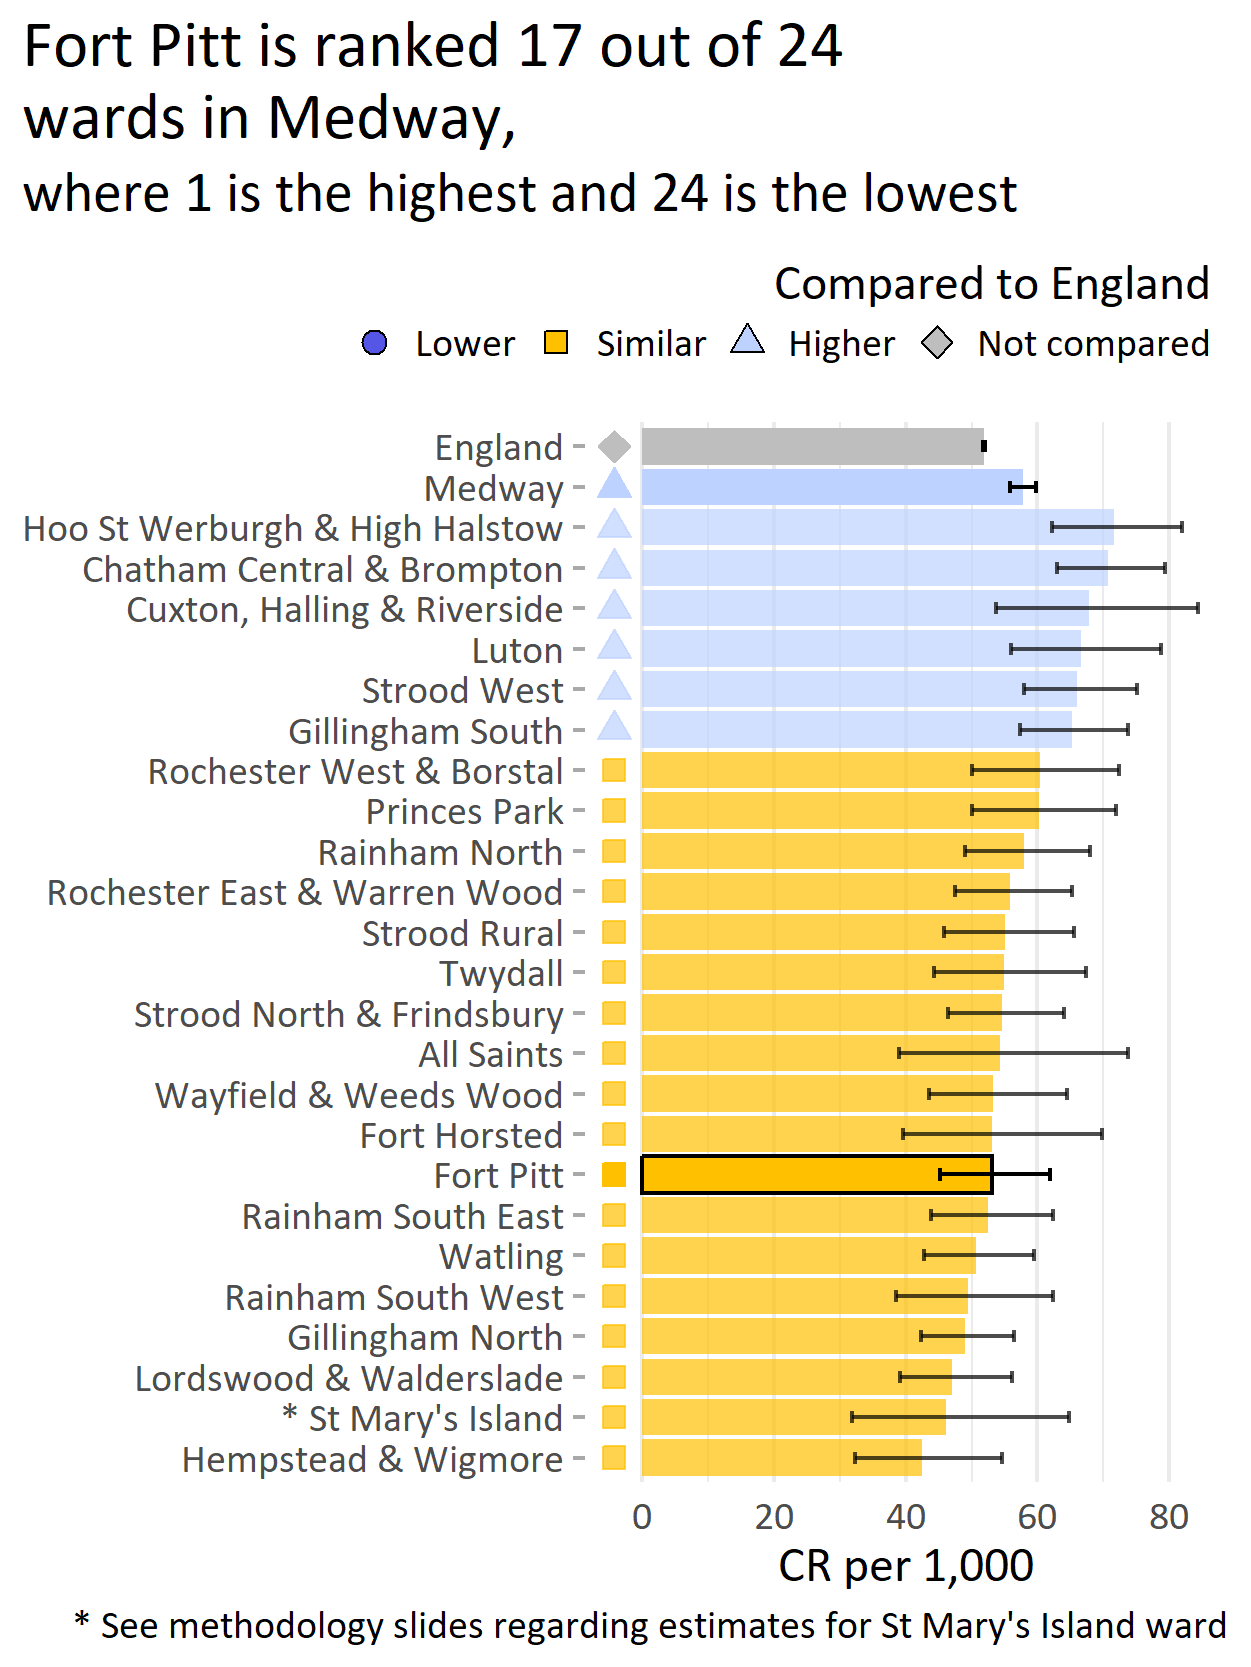 Fort Pitt is ranked 17 out of 24
wards in Medway,
where 1 is the highest and 24 is the lowest
Compared to England
Lower Similar Higher Not compared
England
Medway
Hoo St Werburgh & High Halstow
Chatham Central & Brompton
Cuxton, Halling & Riverside
Luton
Strood West
Gillingham South
Rochester West & Borstal
Princes Park
Rainham North
Rochester East & Warren Wood
Strood Rural
Twydall
Strood North & Frindsbury
All Saints
Wayfield & Weeds Wood
Fort Horsted
Fort Pitt
Rainham South East
Watling
Rainham South West
Gillingham North
Lordswood & Walderslade
* St Mary's Island
Hempstead & Wigmore
0 20 40 60 80
CR per 1,000
* See methodology slides regarding estimates for St Mary's Island ward